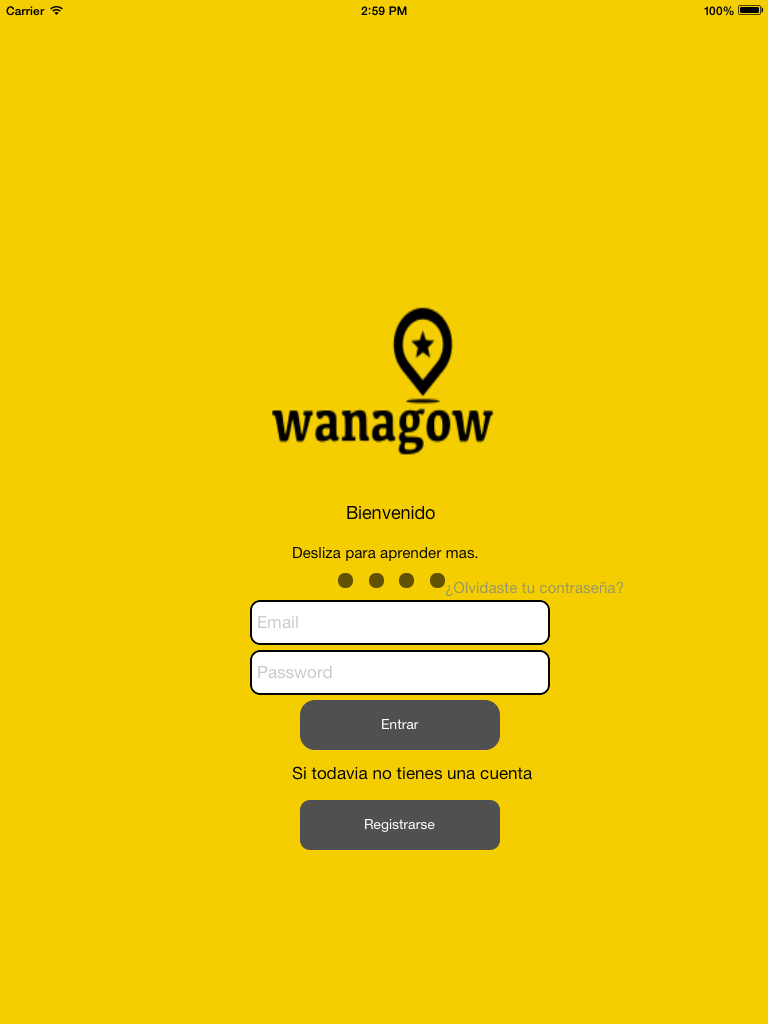 Carrier 2:59 PM 100%
wanagow
Bienvenido
Desliza para aprender mas.
¿Olvidaste tu contraseña?
Email
Password
Entrar
Si todavia no tienes una cuenta
Registrarse